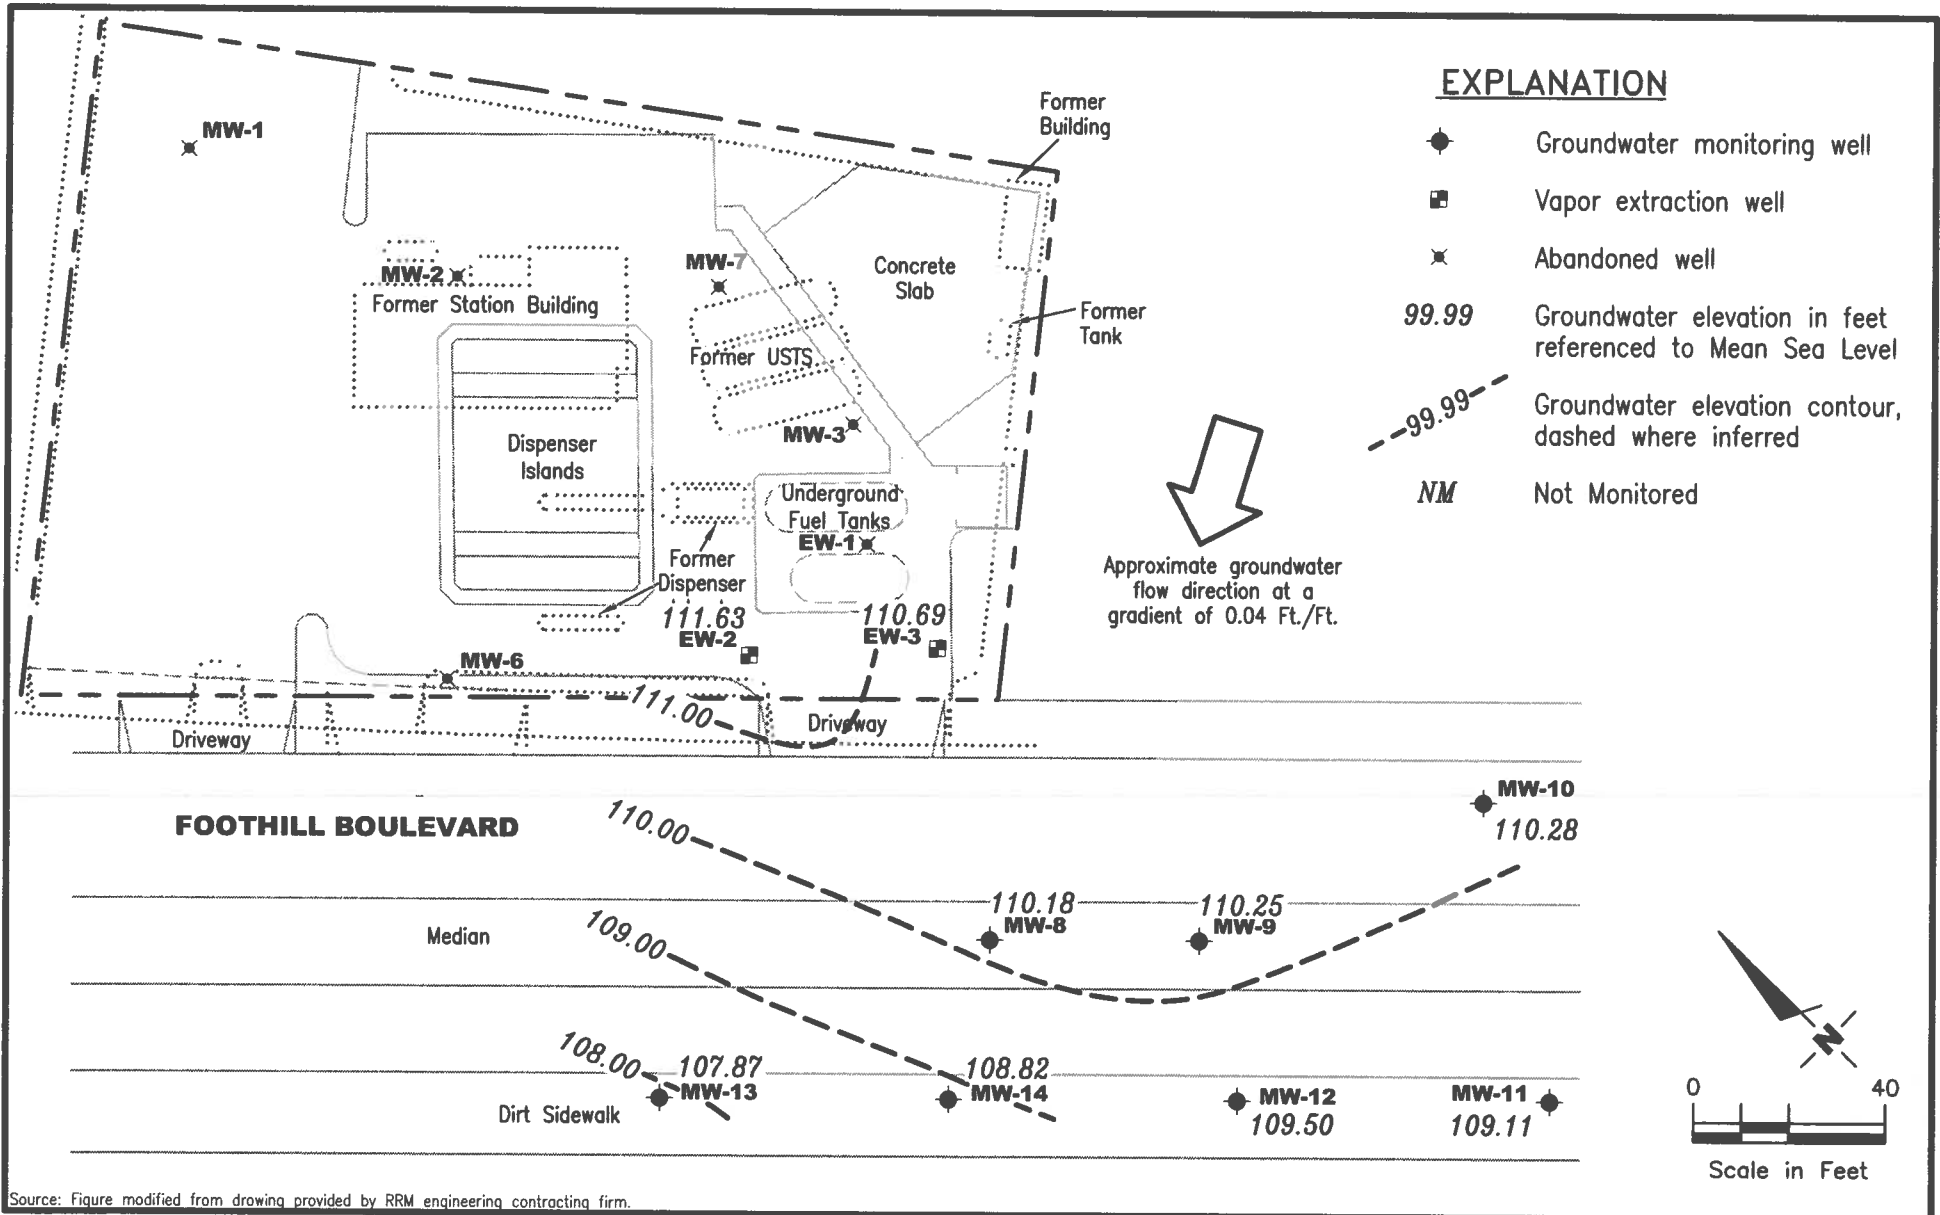 EXPLANATION
Groundwater monitoring well
Vapor extraction well
Abandoned well
99.99 Groundwater elevation in feet
referenced to Mean Sea Level
99.99 Groundwater elevation contour,
dashed where inferred
NM Not Monitored
MW-1
Former
Building
MW-2
Former Station Building
MW-7
Concrete
Slab
Former
Tank
Former USTS
MW-3
Dispenser
Islands
Underground
Fuel Tanks
EW-1
Former
Dispenser
111.63
EW-2
110.69
EW-3
Approximate groundwater
flow direction at a
gradient of 0.04 Ft./Ft.
MW-6
111.00
Driveway
Driveway
FOOTHILL BOULEVARD
110.00
MW-10
110.28
110.18
MW-8
110.25
MW-9
Median
109.00
108.00
107.87
MW-13
108.82
MW-14
MW-12
109.50
MW-11
109.11
Dirt Sidewalk
N
0 40
Scale in Feet
Source: Figure modified from drawing provided by RRM engineering contracting firm.